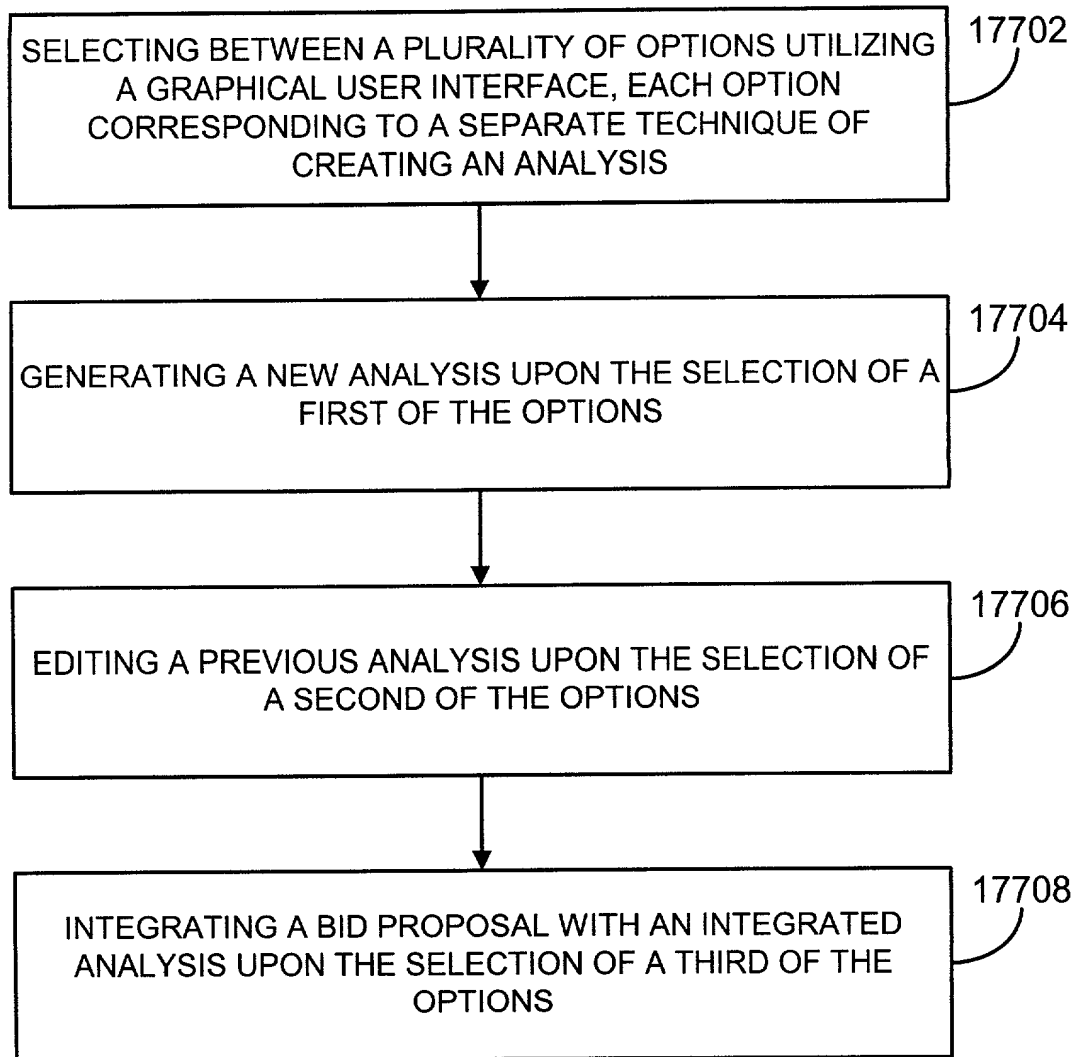 SELECTING BETWEEN A PLURALITY OF OPTIONS UTILIZING
A GRAPHICAL USER INTERFACE, EACH OPTION
CORRESPONDING TO A SEPARATE TECHNIQUE OF
CREATING AN ANALYSIS
17702
GENERATING A NEW ANALYSIS UPON THE SELECTION OF A
FIRST OF THE OPTIONS
17704
EDITING A PREVIOUS ANALYSIS UPON THE SELECTION OF
A SECOND OF THE OPTIONS
17706
INTEGRATING A BID PROPOSAL WITH AN INTEGRATED
ANALYSIS UPON THE SELECTION OF A THIRD OF THE
OPTIONS
17708